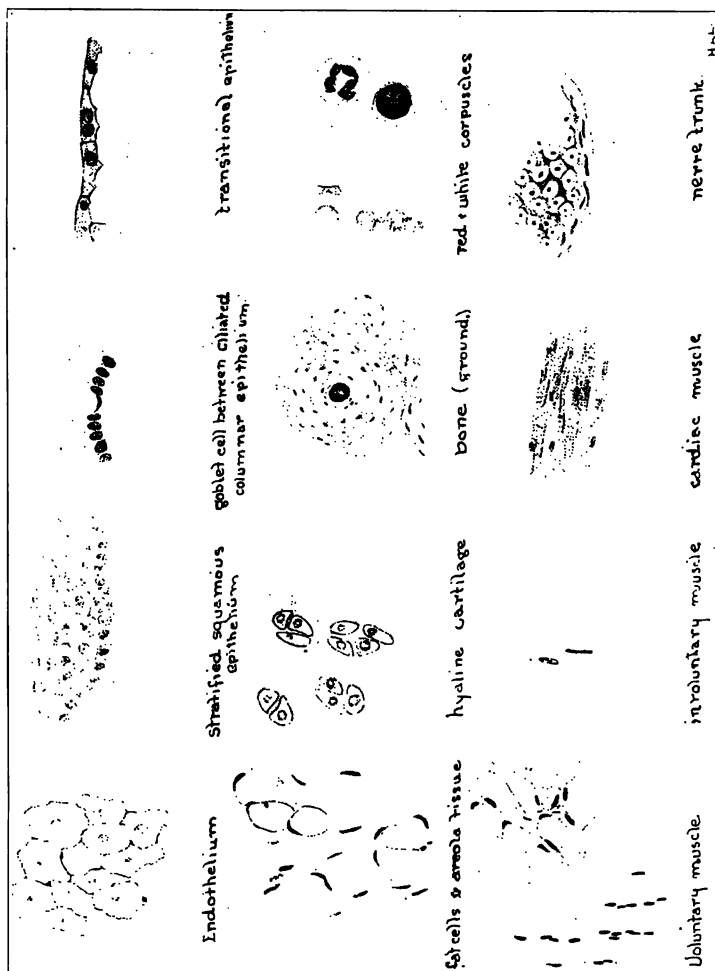 Endothelium
stratified squamous
epithelium
goblet cell between ciliated
columnar epithelium.
transitional epithelium
fat cells & areola tissue
hyaline cartilage
bone (ground)
red + white corpuscles
Voluntary muscle
involuntary muscle
cardiac muscle
nerve trunk.